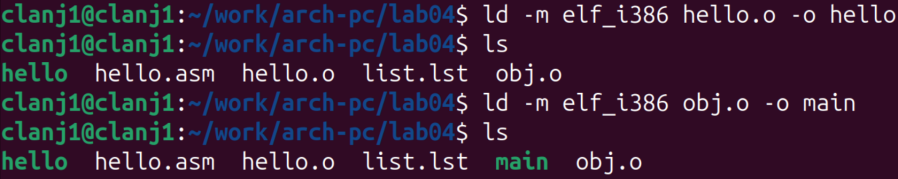 clanj1@clanj1:~/work/arch-pc/lab04$ ld -m elf_i386 hello.o -o hello
clanj1@clanj1:~/work/arch-pc/lab04$ ls
hello  hello.asm  hello.o  list.lst  obj.o
clanj1@clanj1:~/work/arch-pc/lab04$ ld -m elf_i386 obj.o -o main
clanj1@clanj1:~/work/arch-pc/lab04$ ls
hello  hello.asm  hello.o  list.lst  main  obj.o